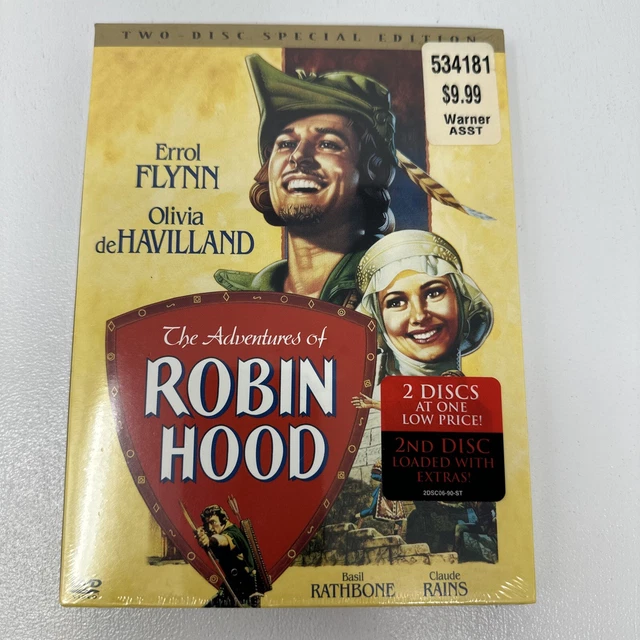 TWO-DISC SPECIAL EDITION
534181
$9.99
Warner
ASST
Errol
FLYNN
Olivia
deHAVILLAND
The Adventures of
ROBIN
HOOD
2 DISCS
AT ONE
LOW PRICE!
2ND DISC
LOADED WITH
EXTRAS!
2DSC06-90-ST
Basil
RATHBONE
Claude
RAINS